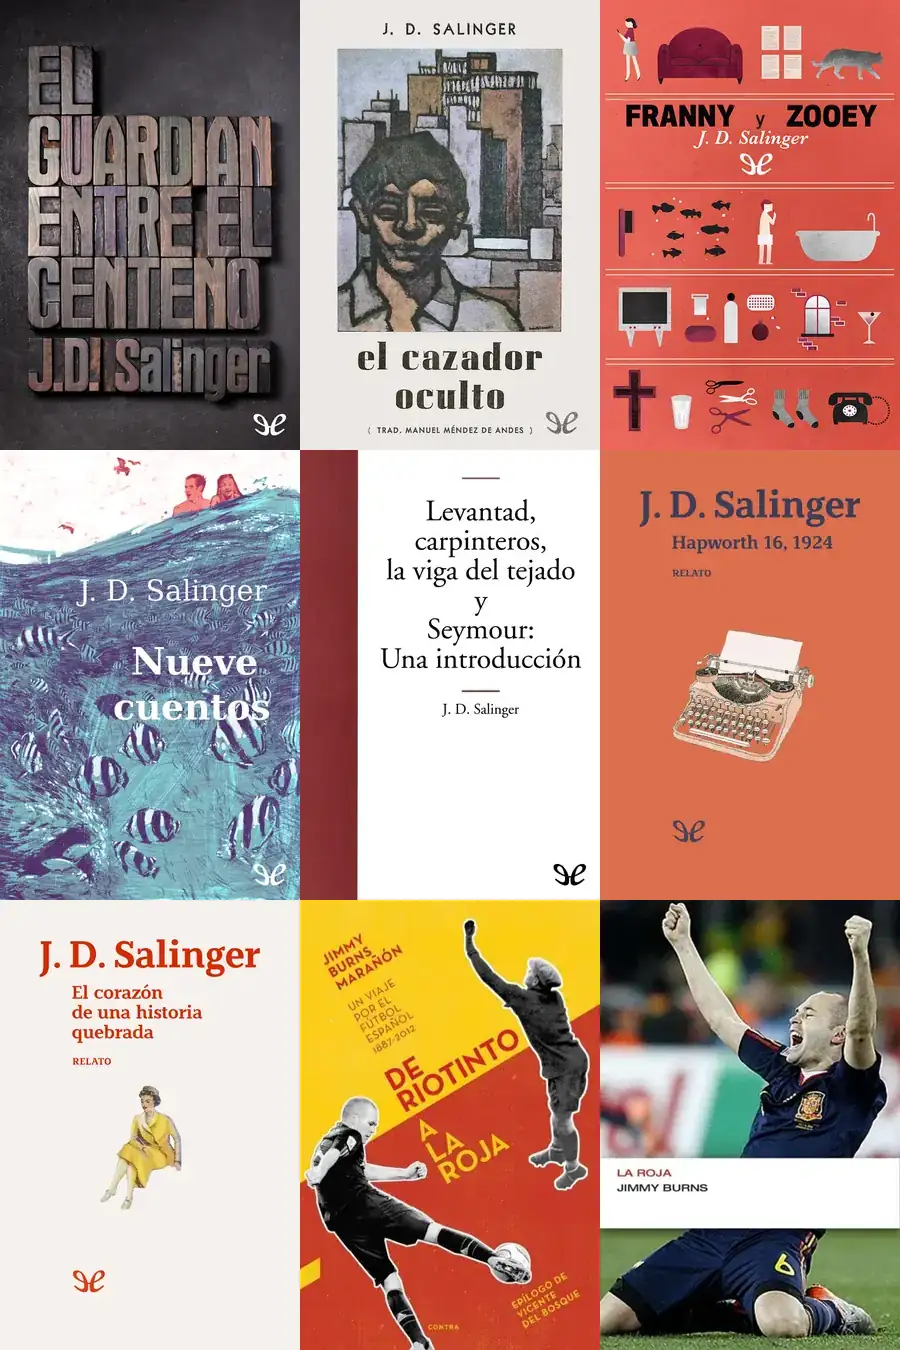 EL
GUARDIAN
ENTRE EL
CENTENO
J.D. Salinger
J. D. SALINGER
el cazador
oculto
( TRAD. MANUEL MÉNDEZ DE ANDES )
FRANNY y ZOOEY
J. D. Salinger
J. D. Salinger
Nueve
cuentos
Levantad,
carpinteros,
la viga del tejado
y
Seymour:
Una introducción
J. D. Salinger
J. D. Salinger
Hapworth 16, 1924
RELATO
J. D. Salinger
El corazón
de una historia
quebrada
RELATO
JIMMY
BURNS
MARAÑÓN
UN VIAJE
POR EL
FÚTBOL
ESPAÑOL
1887-2012
DE
RIOTINTO
A
LA
ROJA
EPÍLOGO DE
VICENTE
DEL BOSQUE
CONTRA
LA ROJA
JIMMY BURNS
6